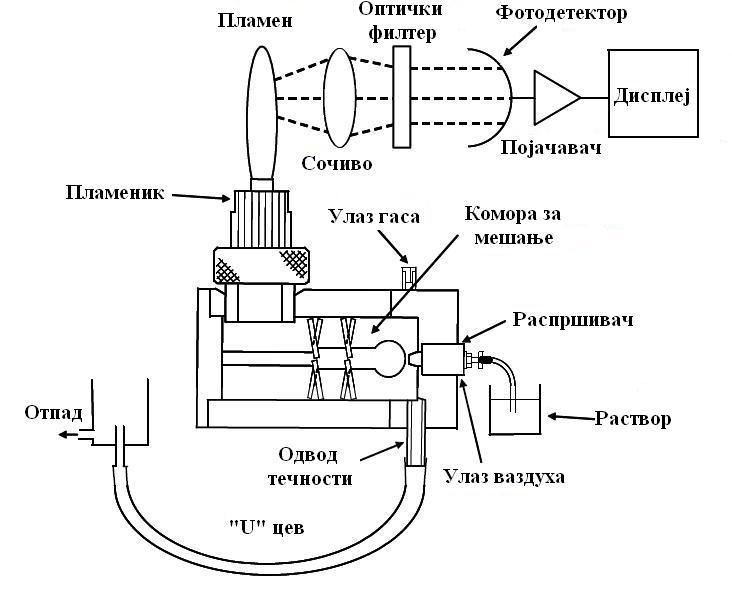 Пламен
Оптички
филтер
Фотодетектор
Дисплеј
Сочиво
Појачавач
Пламеник
Улаз гаса
Комора за
мешање
Распршивач
Отпад
Раствор
Одвод
течности
Улаз ваздуха
"U" цев